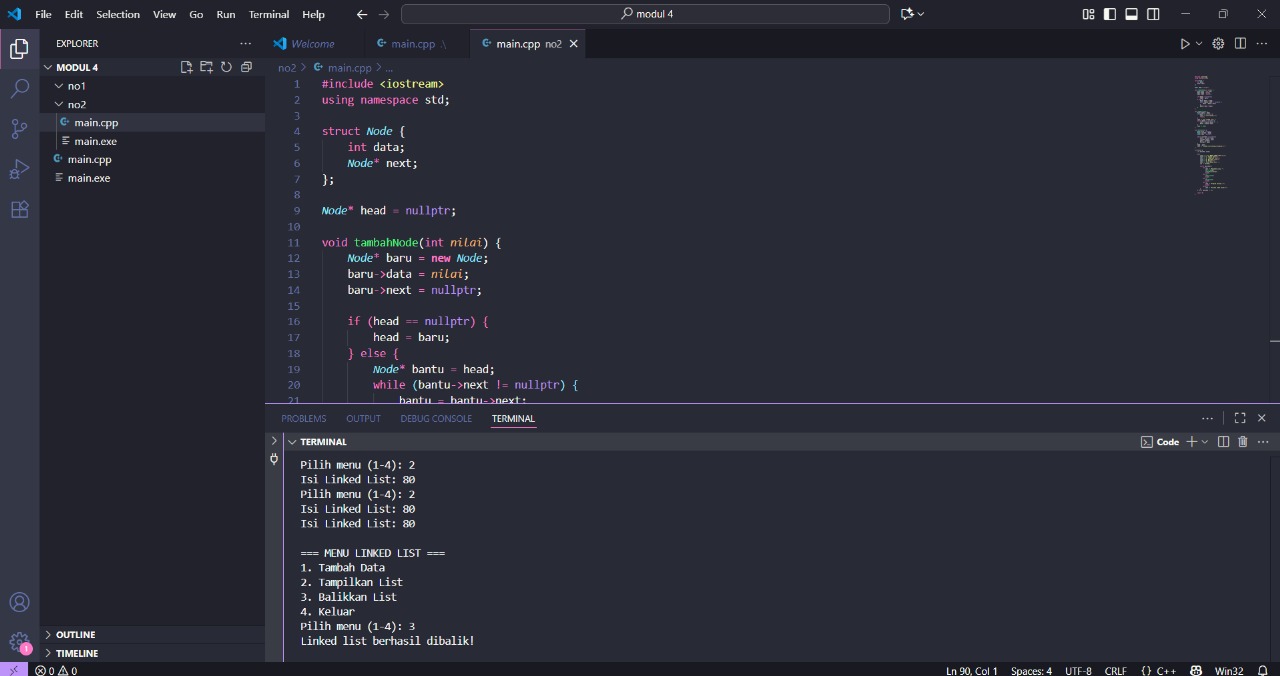 File Edit Selection View Go Run Terminal Help
modul 4
EXPLORER
MODUL 4
no1
no2
main.cpp
main.exe
main.cpp
main.exe
OUTLINE
TIMELINE
Welcome
main.cpp .\
main.cpp no2
no2 > main.cpp > ...
1 #include <iostream>
2 using namespace std;
3
4 struct Node {
5 int data;
6 Node* next;
7 };
8
9 Node* head = nullptr;
10
11 void tambahNode(int nilai) {
12 Node* baru = new Node;
13 baru->data = nilai;
14 baru->next = nullptr;
15
16 if (head == nullptr) {
17 head = baru;
18 } else {
19 Node* bantu = head;
20 while (bantu->next != nullptr) {
21 bantu = bantu->next;
PROBLEMS OUTPUT DEBUG CONSOLE TERMINAL
TERMINAL
Code
Pilih menu (1-4): 2
Isi Linked List: 80
Pilih menu (1-4): 2
Isi Linked List: 80
Isi Linked List: 80
=== MENU LINKED LIST ===
1. Tambah Data
2. Tampilkan List
3. Balikkan List
4. Keluar
Pilih menu (1-4): 3
Linked list berhasil dibalik!
1
0 0
Ln 90, Col 1 Spaces: 4 UTF-8 CRLF {} C++ Win32